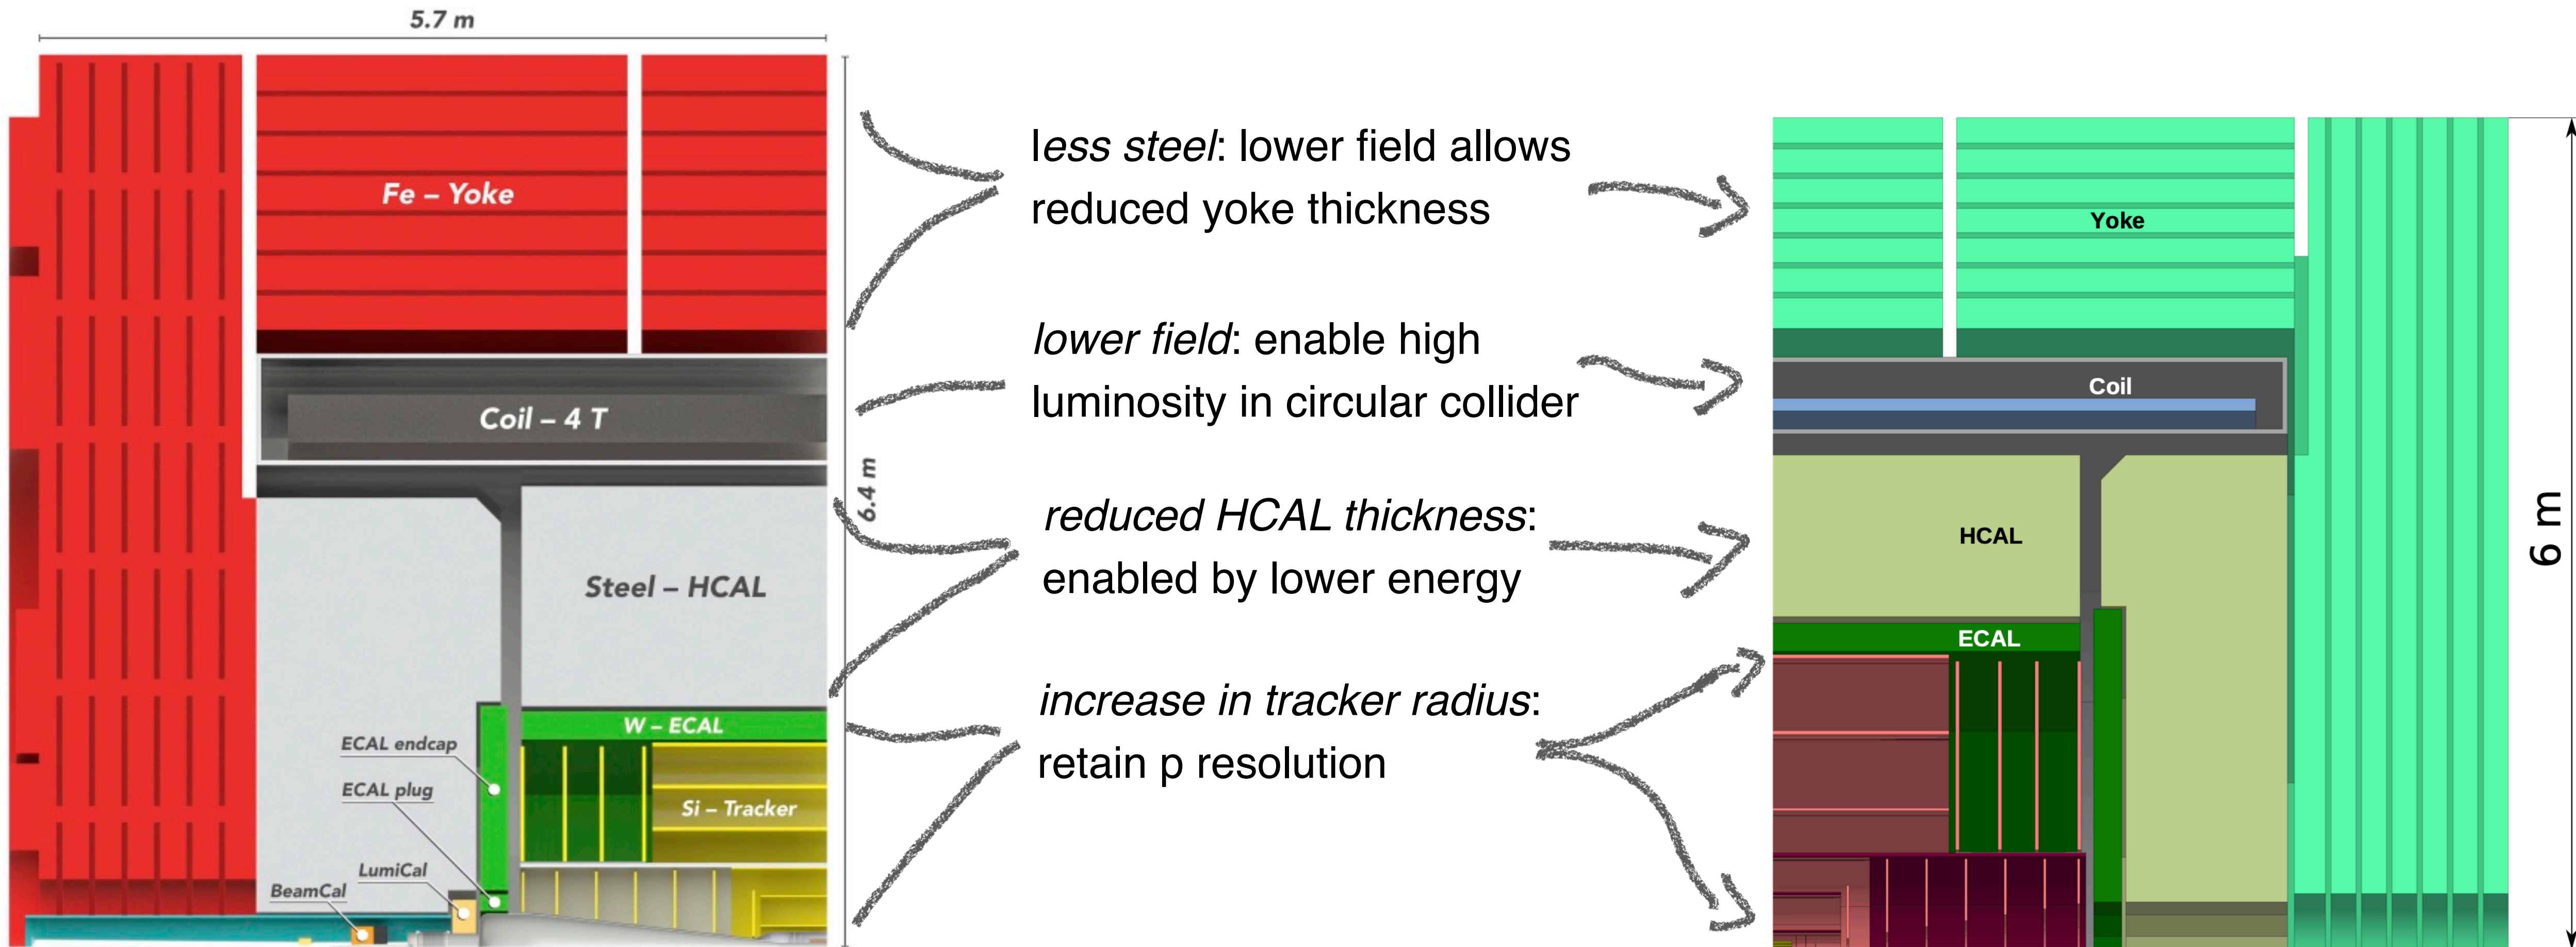 5.7 m
Fe – Yoke
Coil – 4 T
6.4 m
Steel – HCAL
W – ECAL
ECAL endcap
ECAL plug
Si – Tracker
LumiCal
BeamCal
less steel: lower field allows
reduced yoke thickness
lower field: enable high
luminosity in circular collider
reduced HCAL thickness:
enabled by lower energy
increase in tracker radius:
retain p resolution
Yoke
Coil
HCAL
ECAL
6 m